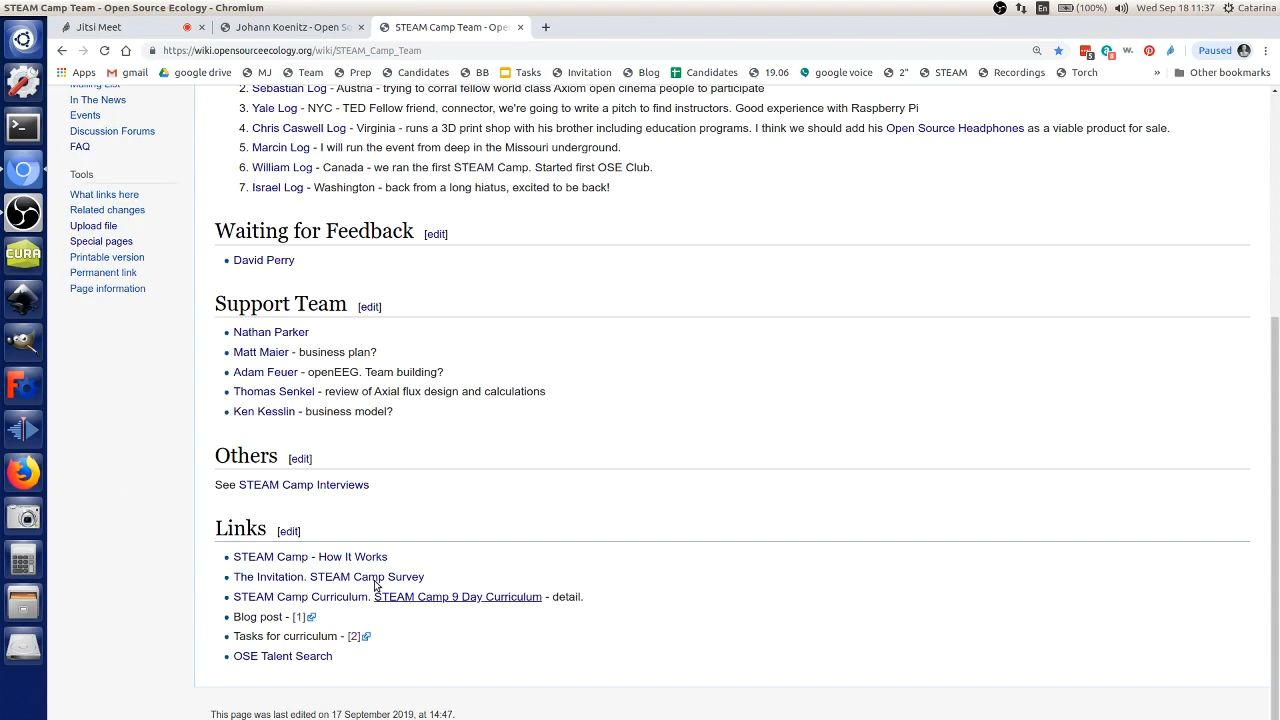 STEAM Camp Team - Open Source Ecology - Chromium
En (100%) Wed Sep 18 11:37 Catarina
Jitsi Meet
Johann Koenitz - Open So
STEAM Camp Team - Ope
https://wiki.opensourceecology.org/wiki/STEAM_Camp_Team
Paused
Apps gmail google drive MJ Team Prep Candidates BB Tasks Invitation Blog Candidates 19.06 google voice 2" STEAM Recordings Torch » Other bookmarks
Mailing List
In The News
Events
Discussion Forums
FAQ
Tools
What links here
Related changes
Upload file
Special pages
Printable version
Permanent link
Page information
2. Sebastian Log - Austria - trying to corral fellow world class Axiom open cinema people to participate
3. Yale Log - NYC - TED Fellow friend, connector, we're going to write a pitch to find instructors. Good experience with Raspberry Pi
4. Chris Caswell Log - Virginia - runs a 3D print shop with his brother including education programs. I think we should add his Open Source Headphones as a viable product for sale.
5. Marcin Log - I will run the event from deep in the Missouri underground.
6. William Log - Canada - we ran the first STEAM Camp. Started first OSE Club.
7. Israel Log - Washington - back from a long hiatus, excited to be back!
Waiting for Feedback [edit]
David Perry
Support Team [edit]
Nathan Parker
Matt Maier - business plan?
Adam Feuer - openEEG. Team building?
Thomas Senkel - review of Axial flux design and calculations
Ken Kesslin - business model?
Others [edit]
See STEAM Camp Interviews
Links [edit]
STEAM Camp - How It Works
The Invitation. STEAM Camp Survey
STEAM Camp Curriculum. STEAM Camp 9 Day Curriculum - detail.
Blog post - [1]
Tasks for curriculum - [2]
OSE Talent Search
This page was last edited on 17 September 2019, at 14:47.
CURA